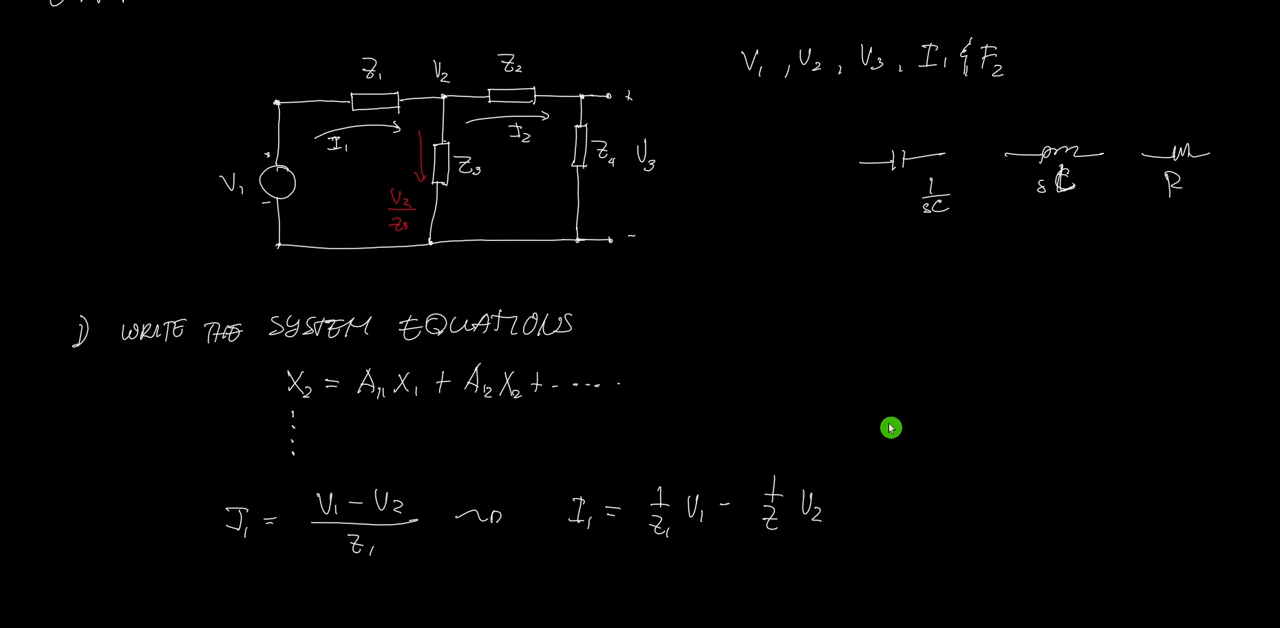 V1 , V2 , V3 , I1 & I2
Z1 V2 Z2
+
I1 I2
+ Z3 Z4 V3
V1
-
V2/Z3
-
1/sC sL R
1) WRITE THE SYSTEM EQUATIONS
X2 = A11 X1 + A12 X2 + ......
I1 = (V1 - V2)/Z1 ~> I1 = 1/Z1 V1 - 1/Z V2